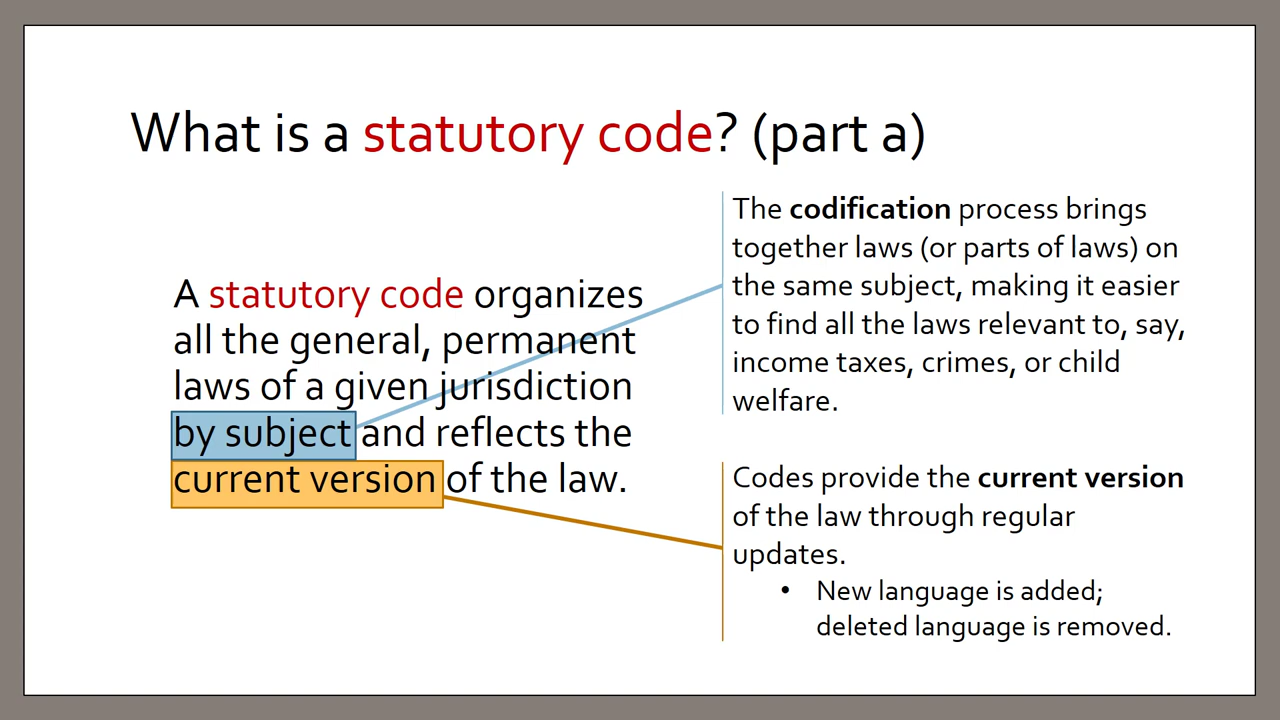 What is a statutory code? (part a)
A statutory code organizes
all the general, permanent
laws of a given jurisdiction
by subject and reflects the
current version of the law.
The codification process brings
together laws (or parts of laws) on
the same subject, making it easier
to find all the laws relevant to, say,
income taxes, crimes, or child
welfare.
Codes provide the current version
of the law through regular
updates.
• New language is added;
deleted language is removed.